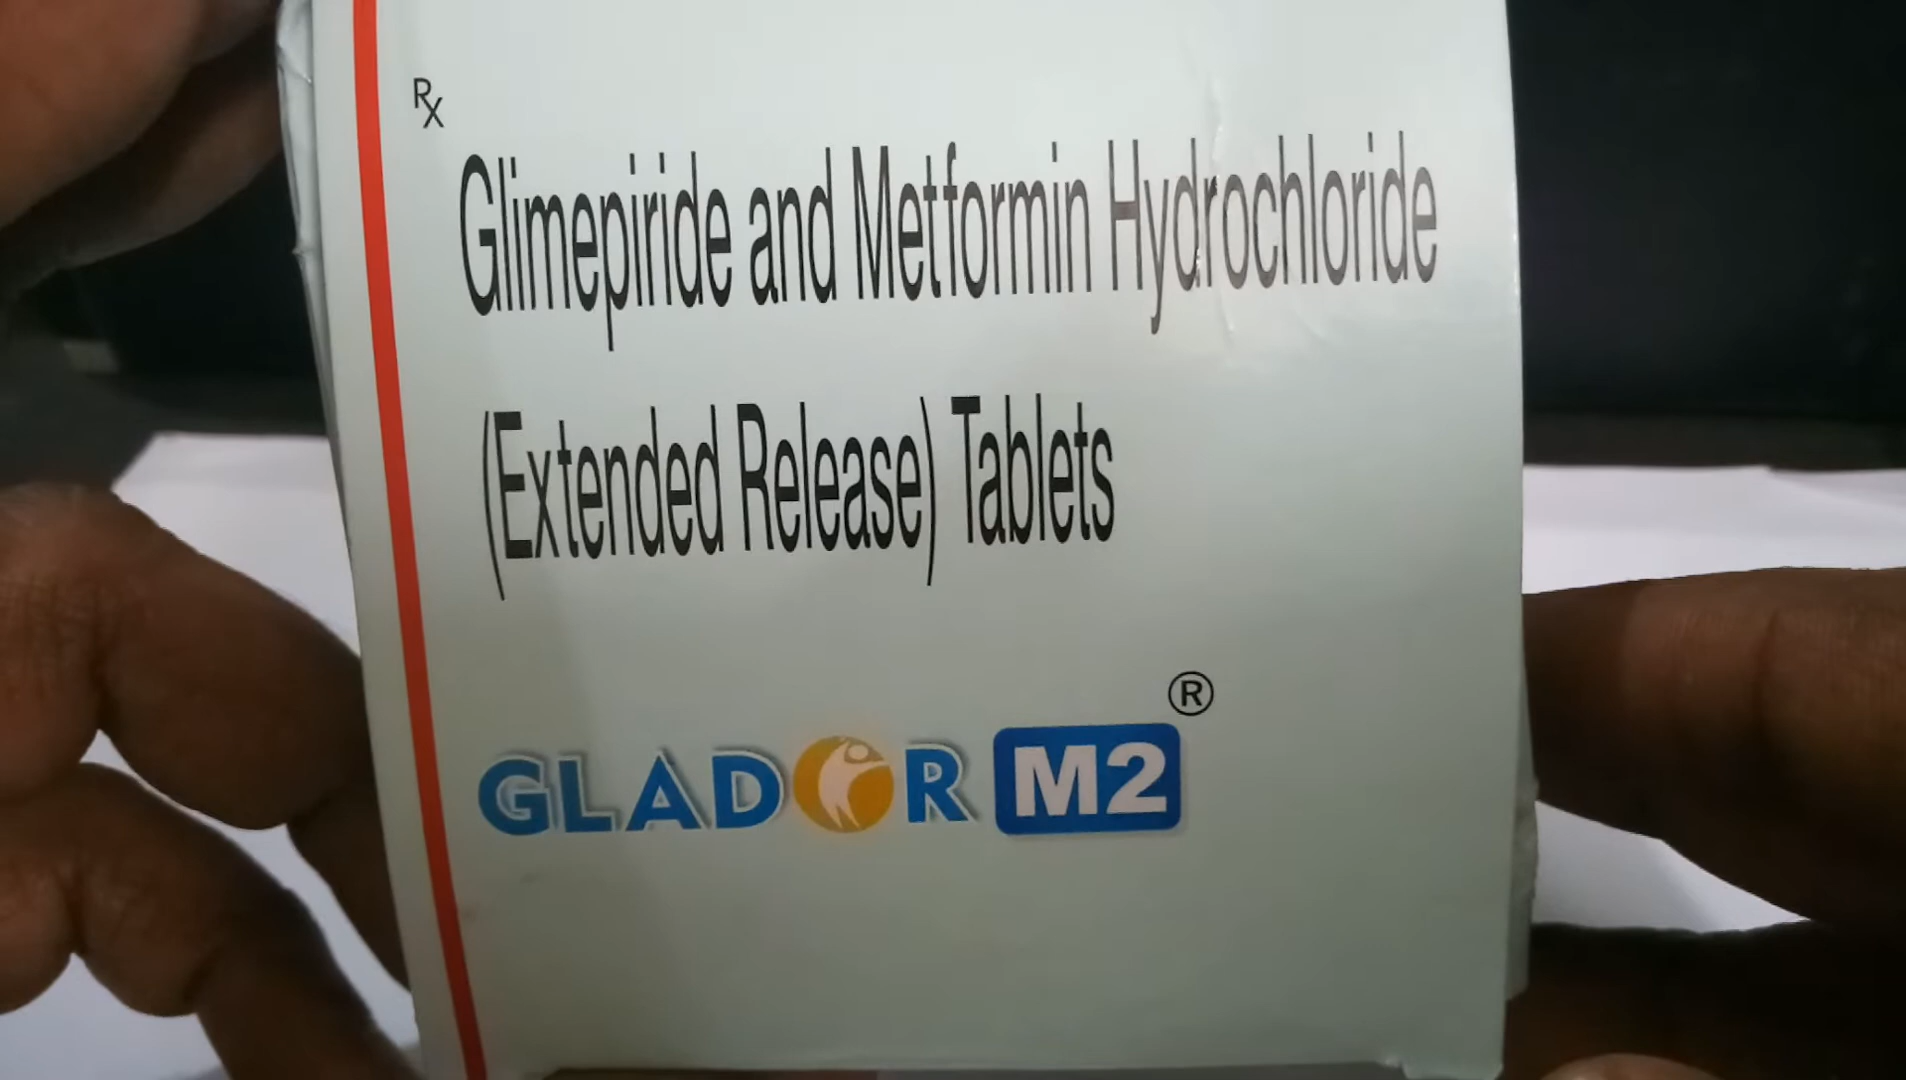 Rx
Glimepiride and Metformin Hydrochloride
(Extended Release) Tablets
GLADOR M2®